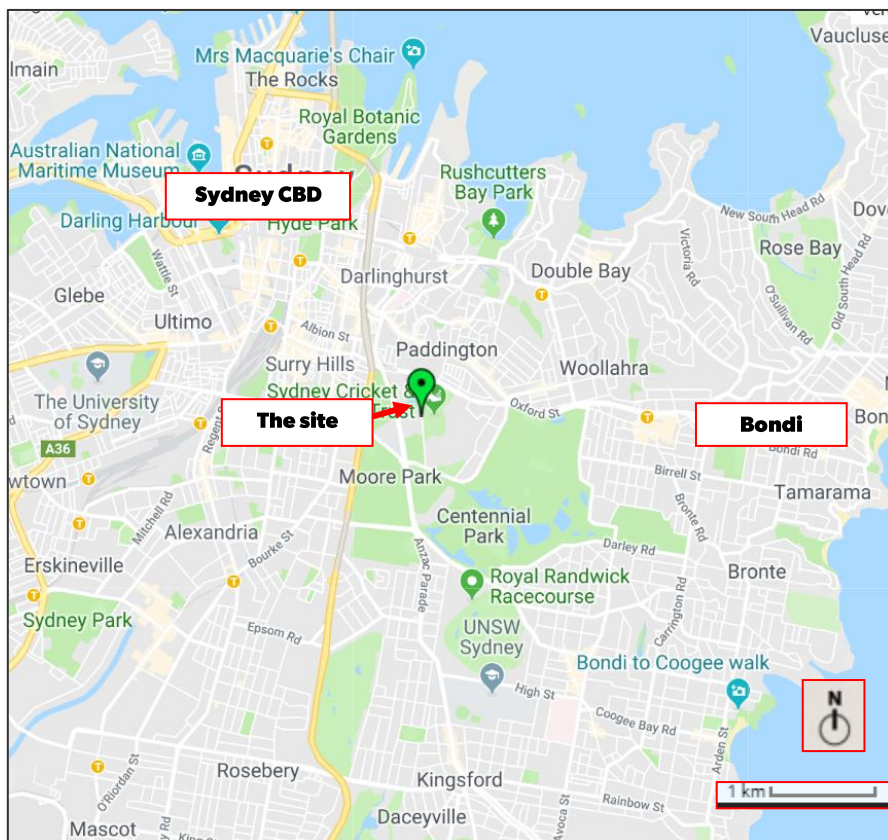 Vaucluse
Mrs Macquarie's Chair
lmain
The Rocks
Royal Botanic
Gardens
Australian National
Maritime Museum
Rushcutters
Bay Park
Sydney CBD
New South Head Rd
Darling Harbour
Hyde Park
Dov
Victoria Rd
Rose Bay
Wattle St
Darlinghurst
Double Bay
Old South Head Rd
Glebe
O'Sullivan Rd
Ultimo
Albion St
Paddington
Surry Hills
Woollahra
Sydney Cricket &
Trust
The University
of Sydney
Oxford St
The site
Bondi
Bon
Regent St
A36
Bondi Rd
Moore Park
Birrell St
wtown
Tamarama
Mitchell Rd
Centennial
Park
Bronte Rd
Alexandria
Bourke St
Anzac Parade
Darley Rd
Erskineville
Bronte
Royal Randwick
Racecourse
Carrington Rd
Sydney Park
Epsom Rd
UNSW
Sydney
Bondi to Coogee walk
High St
N
Coogee Bay Rd
Arden St
O'Riordan St
Rosebery
Kingsford
1 km
Rainbow St
Avoca St
Daceyville
Mascot